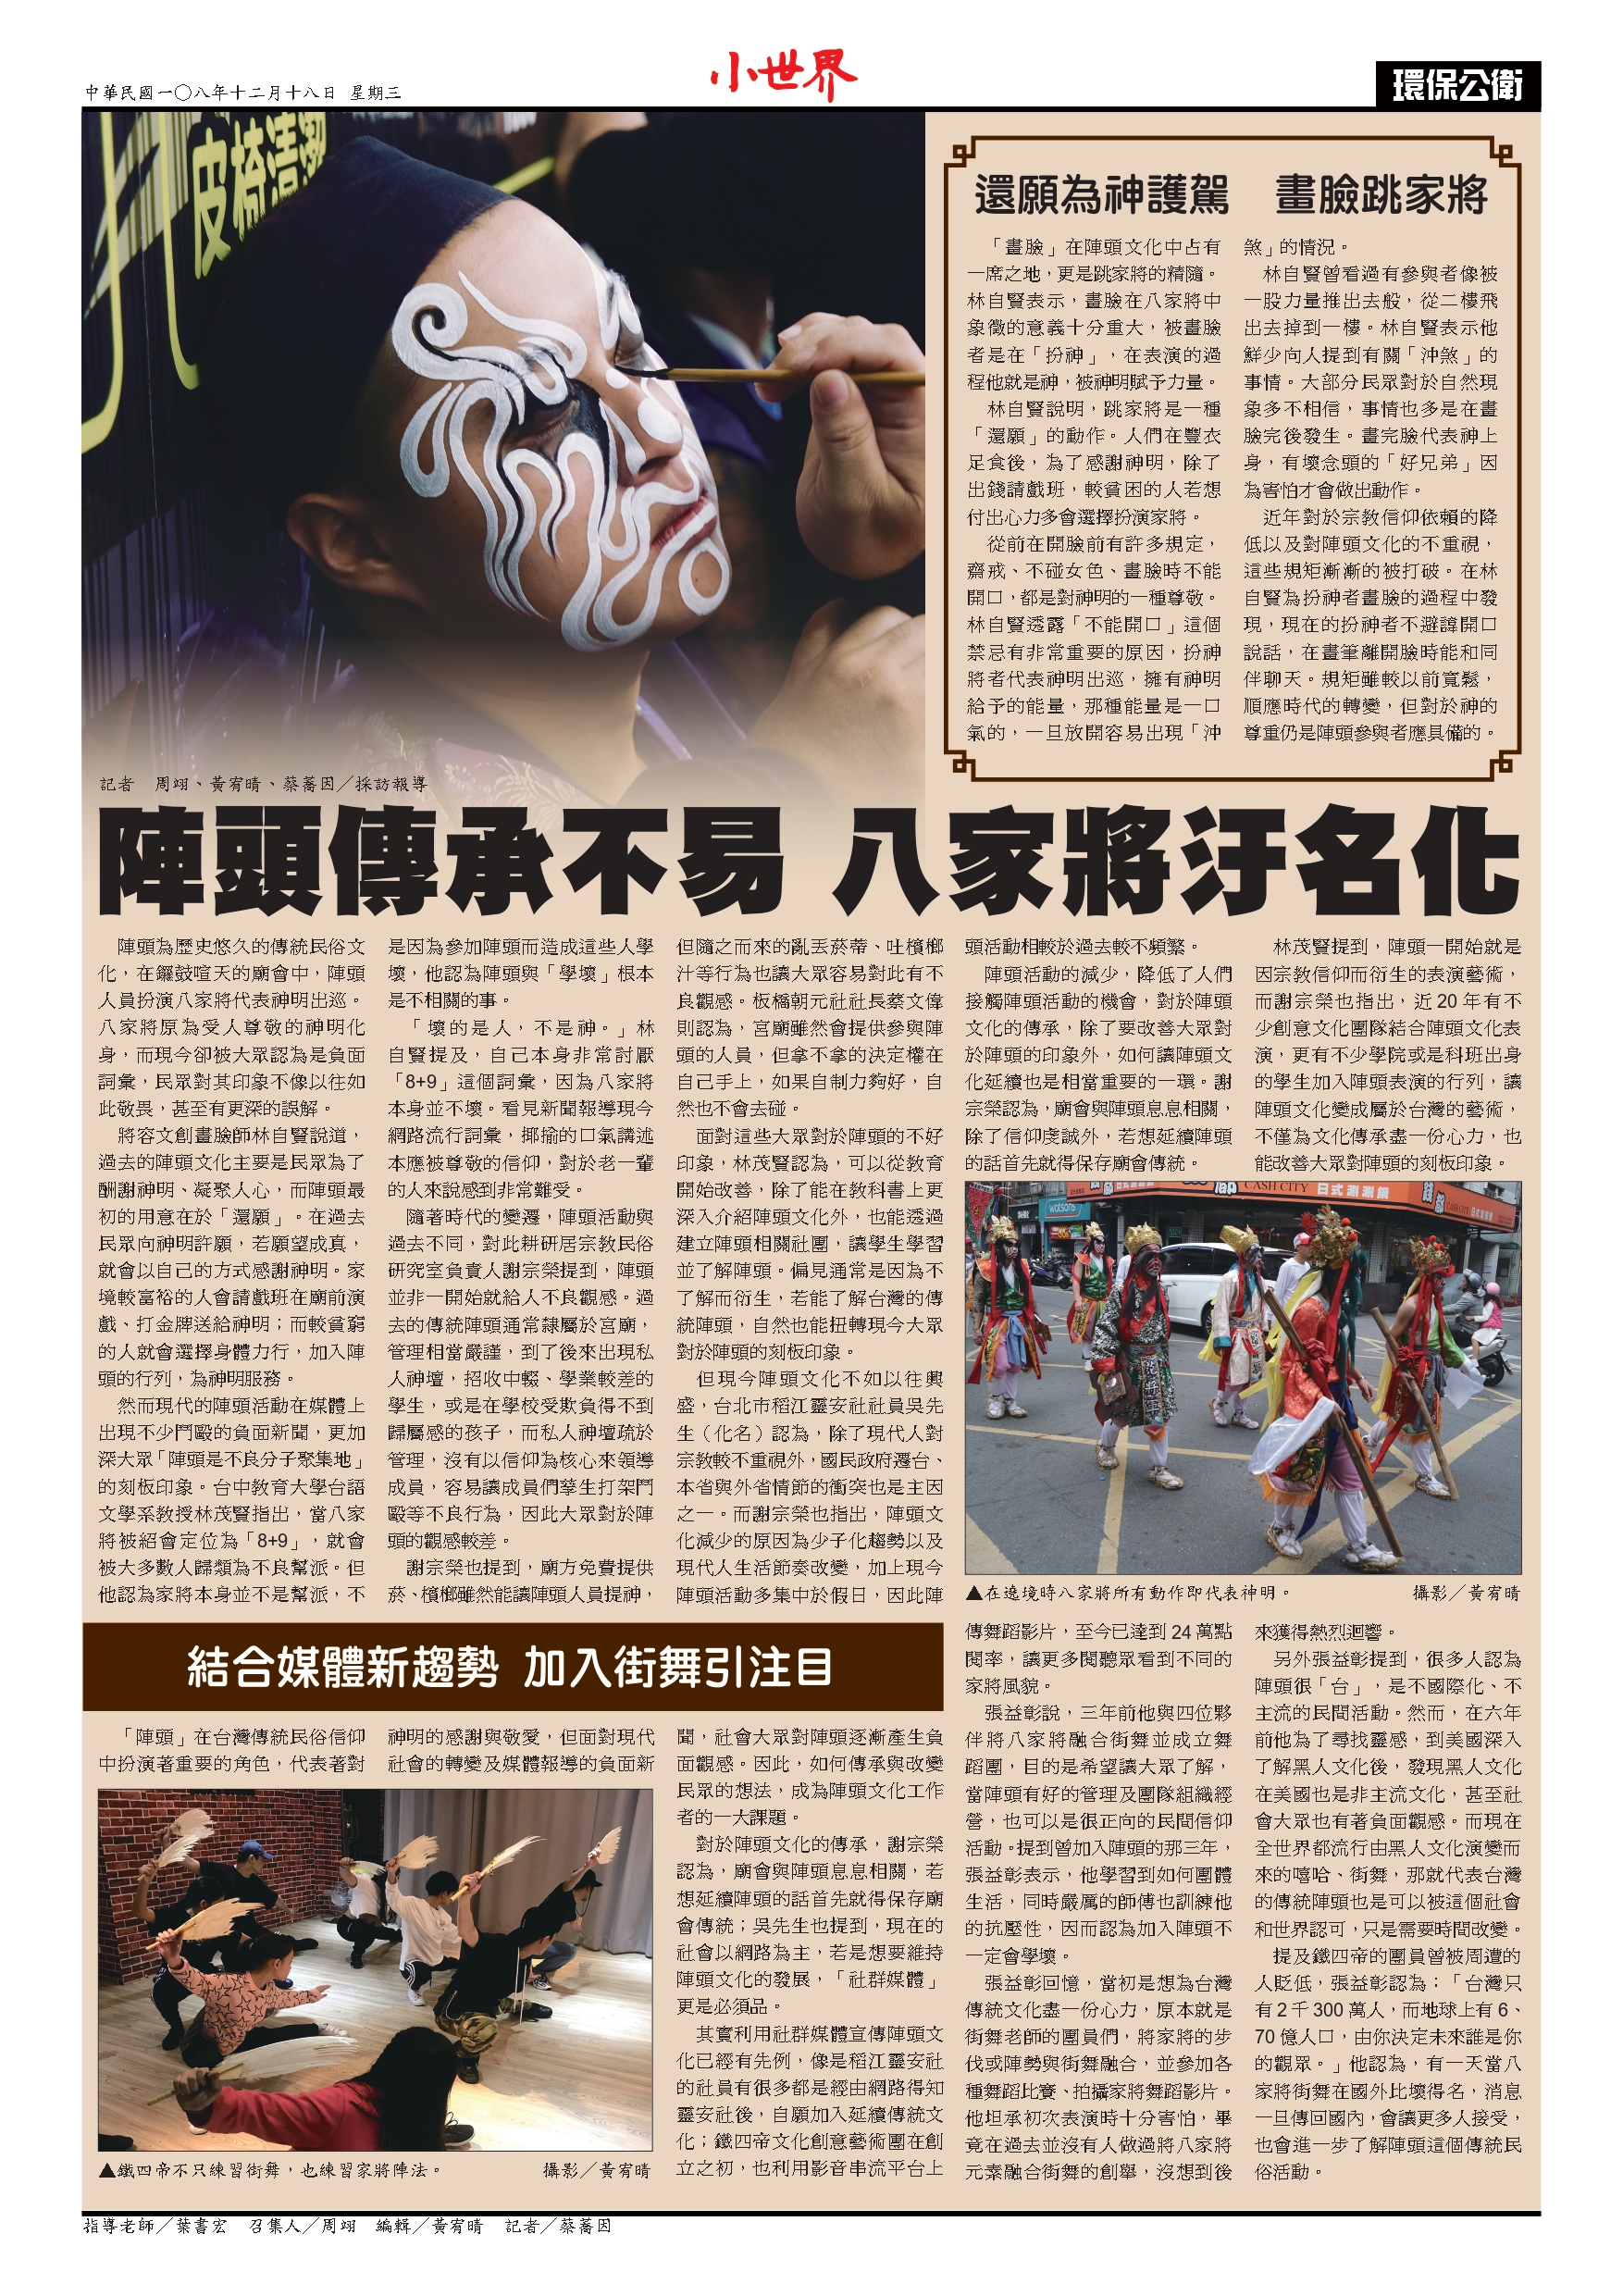 中華民國一〇八年十二月十八日 星期三
小世界
環保公衛
皮椅清潔
還願為神護駕 畫臉跳家將
「畫臉」在陣頭文化中占有
一席之地，更是跳家將的精隨。
林自賢表示，畫臉在八家將中
象徵的意義十分重大，被畫臉
者是在「扮神」，在表演的過
程他就是神，被神明賦予力量。
林自賢說明，跳家將是一種
「還願」的動作。人們在豐衣
足食後，為了感謝神明，除了
出錢請戲班，較貧困的人若想
付出心力多會選擇扮演家將。
從前在開臉前有許多規定，
齋戒、不碰女色、畫臉時不能
開口，都是對神明的一種尊敬。
林自賢透露「不能開口」這個
禁忌有非常重要的原因，扮神
將者代表神明出巡，擁有神明
給予的能量，那種能量是一口
氣的，一旦放開容易出現「沖
煞」的情況。
林自賢曾看過有參與者像被
一股力量推出去般，從二樓飛
出去掉到一樓。林自賢表示他
鮮少向人提到有關「沖煞」的
事情。大部分民眾對於自然現
象多不相信，事情也多是在畫
臉完後發生。畫完臉代表神上
身，有壞念頭的「好兄弟」因
為害怕才會做出動作。
近年對於宗教信仰依賴的降
低以及對陣頭文化的不重視，
這些規矩漸漸的被打破。在林
自賢為扮神者畫臉的過程中發
現，現在的扮神者不避諱開口
說話，在畫筆離開臉時能和同
伴聊天。規矩雖較以前寬鬆，
順應時代的轉變，但對於神的
尊重仍是陣頭參與者應具備的。
記者 周翊、黃宥晴、蔡蕎因／採訪報導
陣頭傳承不易 八家將汙名化
陣頭為歷史悠久的傳統民俗文
化，在鑼鼓喧天的廟會中，陣頭
人員扮演八家將代表神明出巡。
八家將原為受人尊敬的神明化
身，而現今卻被大眾認為是負面
詞彙，民眾對其印象不像以往如
此敬畏，甚至有更深的誤解。
將容文創畫臉師林自賢說道，
過去的陣頭文化主要是民眾為了
酬謝神明、凝聚人心，而陣頭最
初的用意在於「還願」。在過去
民眾向神明許願，若願望成真，
就會以自己的方式感謝神明。家
境較富裕的人會請戲班在廟前演
戲、打金牌送給神明；而較貧窮
的人就會選擇身體力行，加入陣
頭的行列，為神明服務。
然而現代的陣頭活動在媒體上
出現不少鬥毆的負面新聞，更加
深大眾「陣頭是不良分子聚集地」
的刻板印象。台中教育大學台語
文學系教授林茂賢指出，當八家
將被紹會定位為「8+9」，就會
被大多數人歸類為不良幫派。但
他認為家將本身並不是幫派，不
是因為參加陣頭而造成這些人學
壞，他認為陣頭與「學壞」根本
是不相關的事。
「壞的是人，不是神。」林
自賢提及，自己本身非常討厭
「8+9」這個詞彙，因為八家將
本身並不壞。看見新聞報導現今
網路流行詞彙，揶揄的口氣講述
本應被尊敬的信仰，對於老一輩
的人來說感到非常難受。
隨著時代的變遷，陣頭活動與
過去不同，對此耕研居宗教民俗
研究室負責人謝宗榮提到，陣頭
並非一開始就給人不良觀感。過
去的傳統陣頭通常隸屬於宮廟，
管理相當嚴謹，到了後來出現私
人神壇，招收中輟、學業較差的
學生，或是在學校受欺負得不到
歸屬感的孩子，而私人神壇疏於
管理，沒有以信仰為核心來領導
成員，容易讓成員們孳生打架鬥
毆等不良行為，因此大眾對於陣
頭的觀感較差。
謝宗榮也提到，廟方免費提供
菸、檳榔雖然能讓陣頭人員提神，
但隨之而來的亂丟菸蒂、吐檳榔
汁等行為也讓大眾容易對此有不
良觀感。板橋朝元社社長蔡文偉
則認為，宮廟雖然會提供參與陣
頭的人員，但拿不拿的決定權在
自己手上，如果自制力夠好，自
然也不會去碰。
面對這些大眾對於陣頭的不好
印象，林茂賢認為，可以從教育
開始改善，除了能在教科書上更
深入介紹陣頭文化外，也能透過
建立陣頭相關社團，讓學生學習
並了解陣頭。偏見通常是因為不
了解而衍生，若能了解台灣的傳
統陣頭，自然也能扭轉現今大眾
對於陣頭的刻板印象。
但現今陣頭文化不如以往興
盛，台北市稻江靈安社社員吳先
生（化名）認為，除了現代人對
宗教較不重視外，國民政府遷台、
本省與外省情節的衝突也是主因
之一。而謝宗榮也指出，陣頭文
化減少的原因為少子化趨勢以及
現代人生活節奏改變，加上現今
陣頭活動多集中於假日，因此陣
頭活動相較於過去較不頻繁。
陣頭活動的減少，降低了人們
接觸陣頭活動的機會，對於陣頭
文化的傳承，除了要改善大眾對
於陣頭的印象外，如何讓陣頭文
化延續也是相當重要的一環。謝
宗榮認為，廟會與陣頭息息相關，
除了信仰虔誠外，若想延續陣頭
的話首先就得保存廟會傳統。
林茂賢提到，陣頭一開始就是
因宗教信仰而衍生的表演藝術，
而謝宗榮也指出，近 20 年有不
少創意文化團隊結合陣頭文化表
演，更有不少學院或是科班出身
的學生加入陣頭表演的行列，讓
陣頭文化變成屬於台灣的藝術，
不僅為文化傳承盡一份心力，也
能改善大眾對陣頭的刻板印象。
watsons
CASH CITY 日式涮涮鍋
▲在遶境時八家將所有動作即代表神明。 攝影／黃宥晴
結合媒體新趨勢 加入街舞引注目
「陣頭」在台灣傳統民俗信仰
中扮演著重要的角色，代表著對
神明的感謝與敬愛，但面對現代
社會的轉變及媒體報導的負面新
聞，社會大眾對陣頭逐漸產生負
面觀感。因此，如何傳承與改變
民眾的想法，成為陣頭文化工作
者的一大課題。
對於陣頭文化的傳承，謝宗榮
認為，廟會與陣頭息息相關，若
想延續陣頭的話首先就得保存廟
會傳統；吳先生也提到，現在的
社會以網路為主，若是想要維持
陣頭文化的發展，「社群媒體」
更是必須品。
其實利用社群媒體宣傳陣頭文
化已經有先例，像是稻江靈安社
的社員有很多都是經由網路得知
靈安社後，自願加入延續傳統文
化；鐵四帝文化創意藝術團在創
立之初，也利用影音串流平台上
傳舞蹈影片，至今已達到 24 萬點
閱率，讓更多閱聽眾看到不同的
家將風貌。
張益彰說，三年前他與四位夥
伴將八家將融合街舞並成立舞
蹈團，目的是希望讓大眾了解，
當陣頭有好的管理及團隊組織經
營，也可以是很正向的民間信仰
活動。提到曾加入陣頭的那三年，
張益彰表示，他學習到如何團體
生活，同時嚴厲的師傅也訓練他
的抗壓性，因而認為加入陣頭不
一定會學壞。
張益彰回憶，當初是想為台灣
傳統文化盡一份心力，原本就是
街舞老師的團員們，將家將的步
伐或陣勢與街舞融合，並參加各
種舞蹈比賽、拍攝家將舞蹈影片。
他坦承初次表演時十分害怕，畢
竟在過去並沒有人做過將八家將
元素融合街舞的創舉，沒想到後
來獲得熱烈迴響。
另外張益彰提到，很多人認為
陣頭很「台」，是不國際化、不
主流的民間活動。然而，在六年
前他為了尋找靈感，到美國深入
了解黑人文化後，發現黑人文化
在美國也是非主流文化，甚至社
會大眾也有著負面觀感。而現在
全世界都流行由黑人文化演變而
來的嘻哈、街舞，那就代表台灣
的傳統陣頭也是可以被這個社會
和世界認可，只是需要時間改變。
提及鐵四帝的團員曾被周遭的
人貶低，張益彰認為：「台灣只
有 2 千 300 萬人，而地球上有 6、
70 億人口，由你決定未來誰是你
的觀眾。」他認為，有一天當八
家將街舞在國外比壞得名，消息
一旦傳回國內，會讓更多人接受，
也會進一步了解陣頭這個傳統民
俗活動。
▲鐵四帝不只練習街舞，也練習家將陣法。 攝影／黃宥晴
指導老師／葉書宏 召集人／周翊 編輯／黃宥晴 記者／蔡蕎因